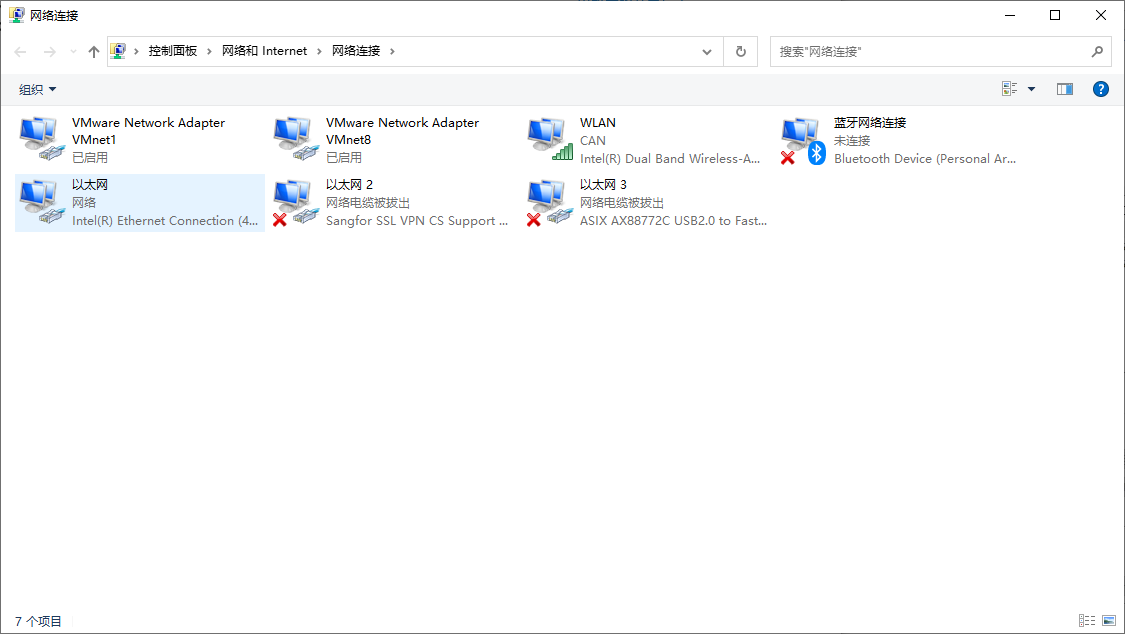 网络连接
控制面板 › 网络和 Internet › 网络连接 ›
搜索"网络连接"
组织
VMware Network Adapter
VMnet1
已启用
VMware Network Adapter
VMnet8
已启用
WLAN
CAN
Intel(R) Dual Band Wireless-A...
蓝牙网络连接
未连接
Bluetooth Device (Personal Ar...
以太网
网络
Intel(R) Ethernet Connection (4...
以太网 2
网络电缆被拔出
Sangfor SSL VPN CS Support ...
以太网 3
网络电缆被拔出
ASIX AX88772C USB2.0 to Fast...
7 个项目